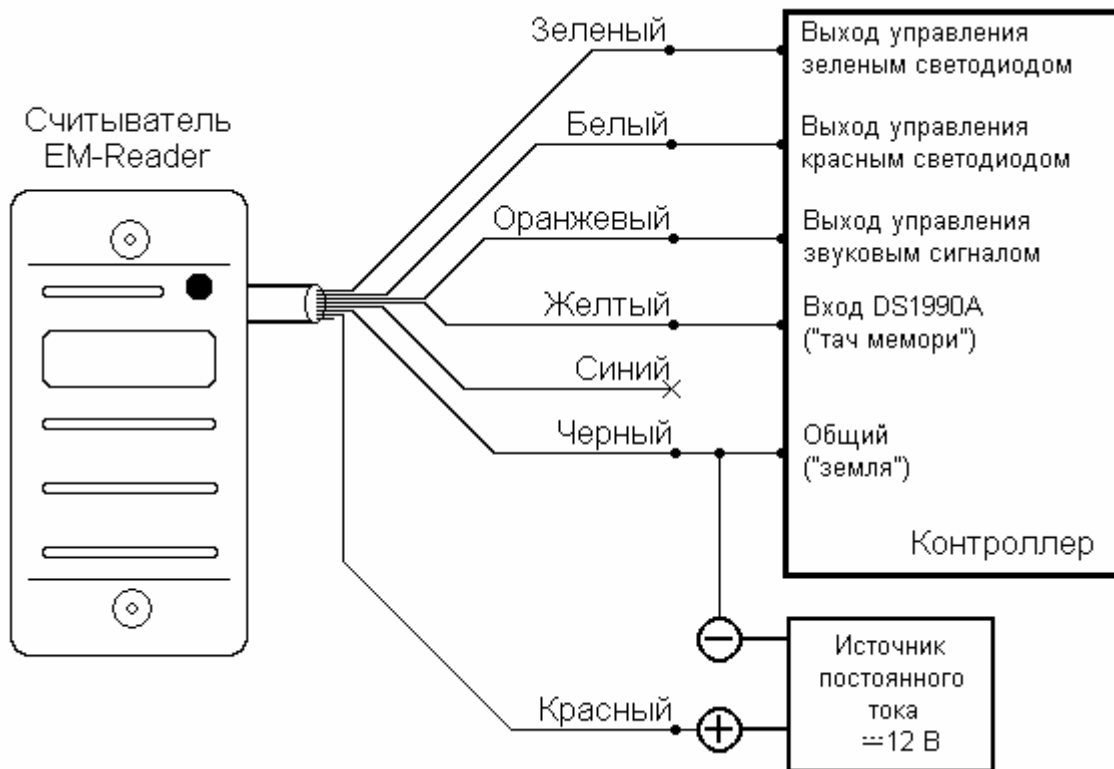 Считыватель
EM-Reader
Зеленый
Белый
Оранжевый
Желтый
Синий
Черный
Красный
Выход управления
зеленым светодиодом
Выход управления
красным светодиодом
Выход управления
звуковым сигналом
Вход DS1990A
("тач мемори")
Общий
("земля")
Контроллер
Источник
постоянного
тока
⎓12 В